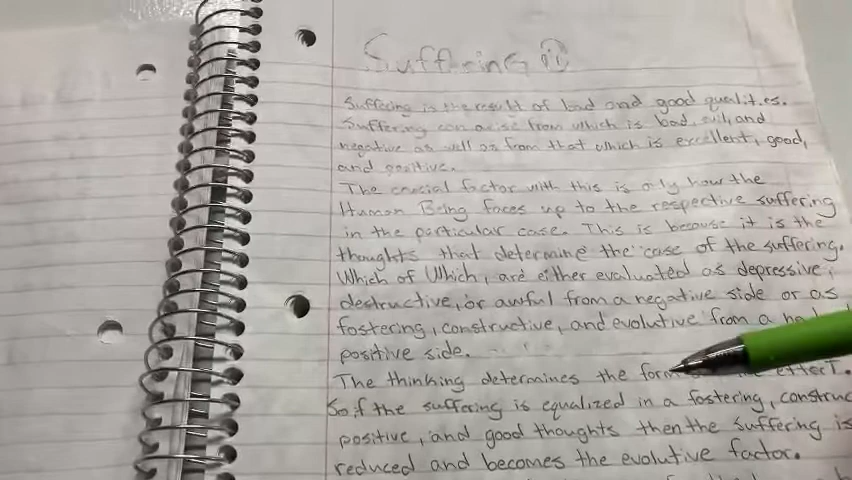 Suffering
Suffering is the result of bad and good qualities.
Suffering can arise from which is bad, evil, and
negative as well as from that which is excellent, good,
and positive.
The crucial factor with this is only how the
Human Being faces up to the respective suffering
in the particular case. This is because it is the
thoughts that determine the case of the suffering.
Which of Which, are either evaluated as depressive,
destructive, or awful from a negative side or as
fostering, constructive, and evolutive from a
positive side.
The thinking determines the form effect.
So if the suffering is equalized in a fostering, construc
positive, and good thoughts then the suffering is
reduced and becomes the evolutive factor.